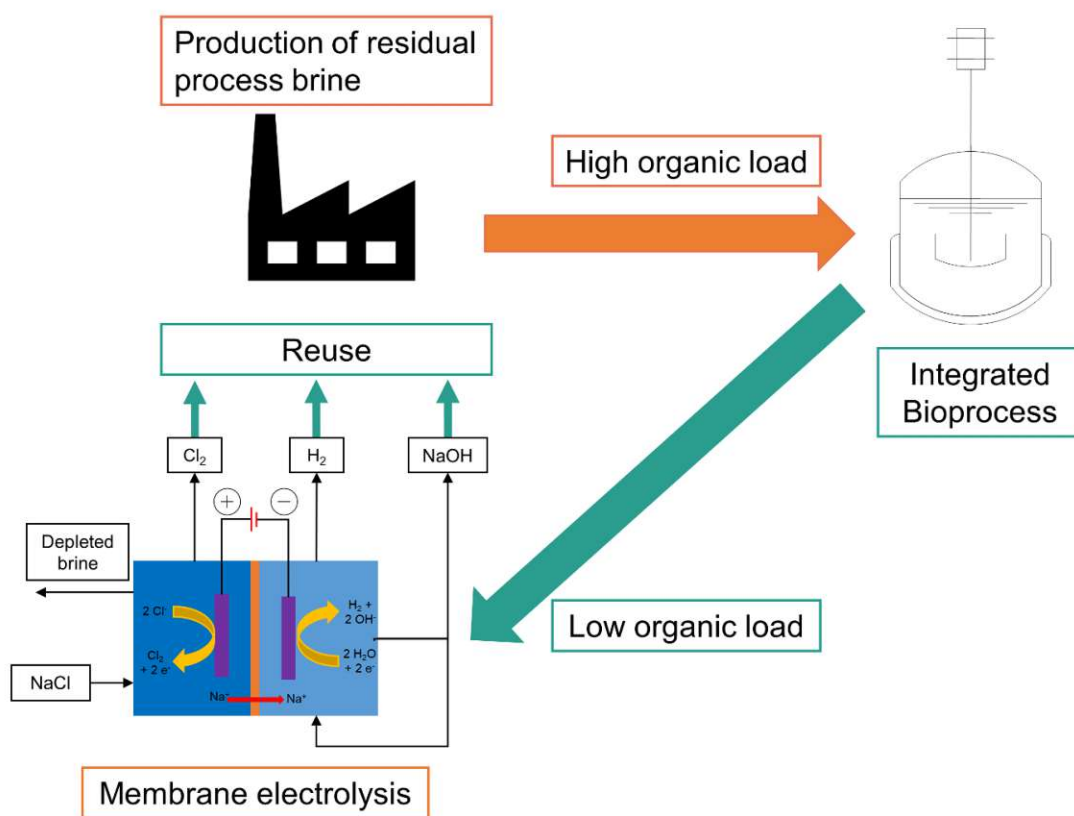 Production of residual
process brine
High organic load
Reuse
Integrated
Bioprocess
Cl₂
H₂
NaOH
+
−
Depleted
brine
2 Cl⁻
Cl₂
+ 2 e⁻
H₂ +
2 OH⁻
2 H₂O
+ 2 e⁻
NaCl
Na⁺
Na⁺
Low organic load
Membrane electrolysis